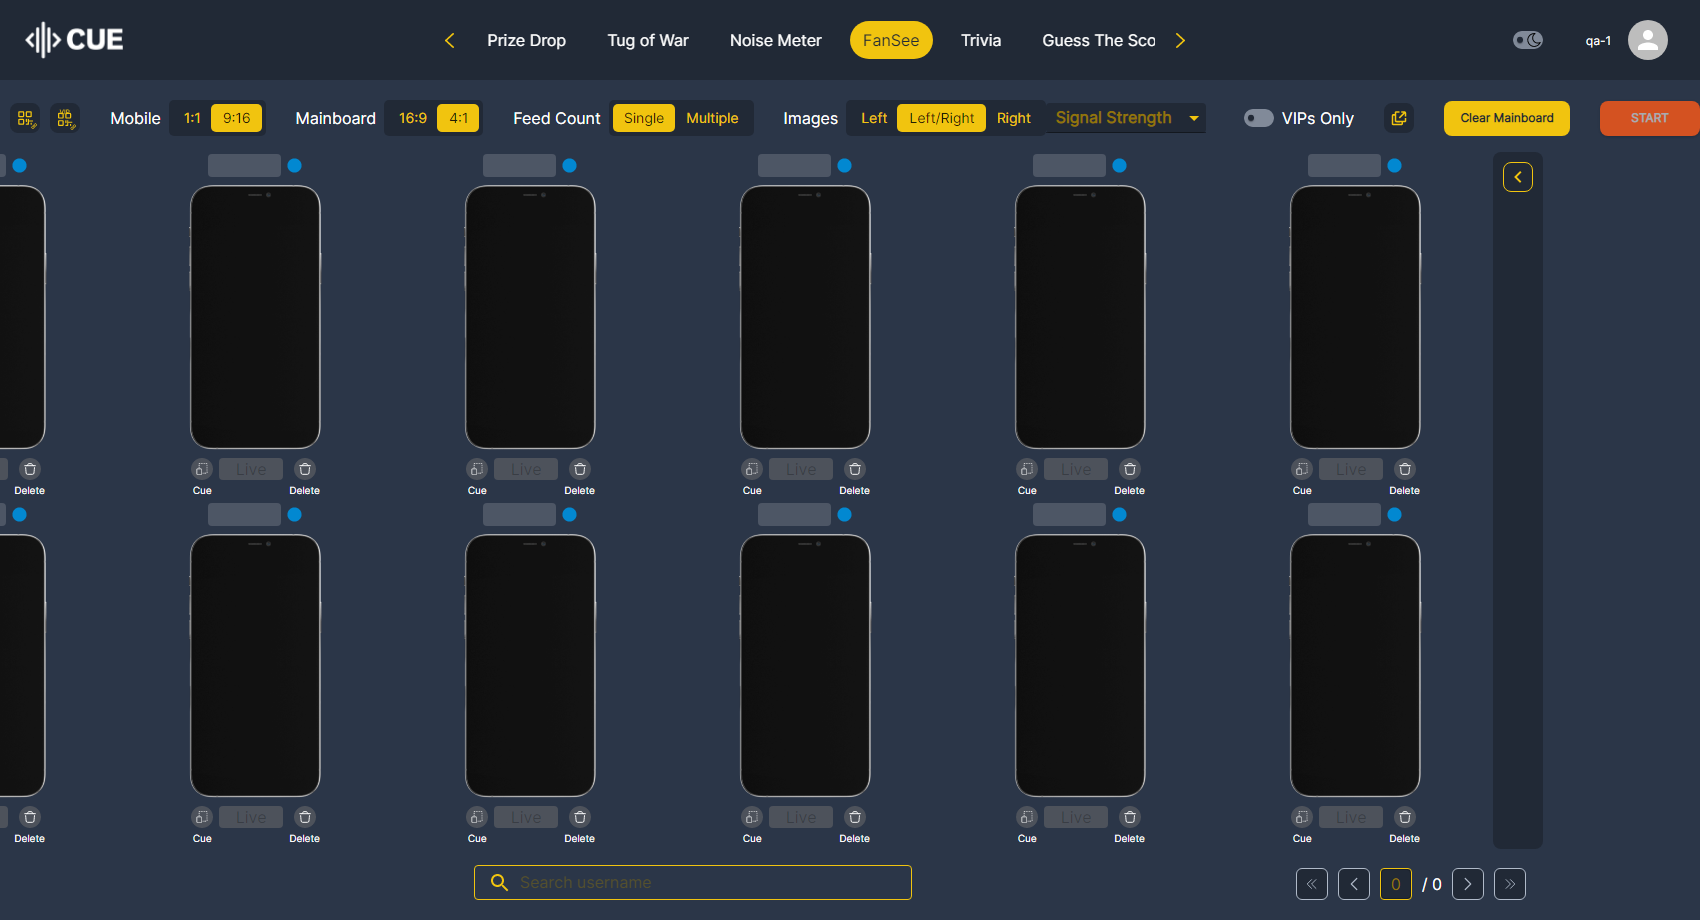 CUE
Prize Drop Tug of War Noise Meter FanSee Trivia Guess The Sco
qa-1
Mobile 1:1 9:16 Mainboard 16:9 4:1 Feed Count Single Multiple Images Left Left/Right Right Signal Strength VIPs Only Clear Mainboard START
Live Live Live Live Live
Delete Cue Delete Cue Delete Cue Delete Cue Delete Cue Delete
Live Live Live Live Live
Delete Cue Delete Cue Delete Cue Delete Cue Delete Cue Delete
Search username
0 / 0